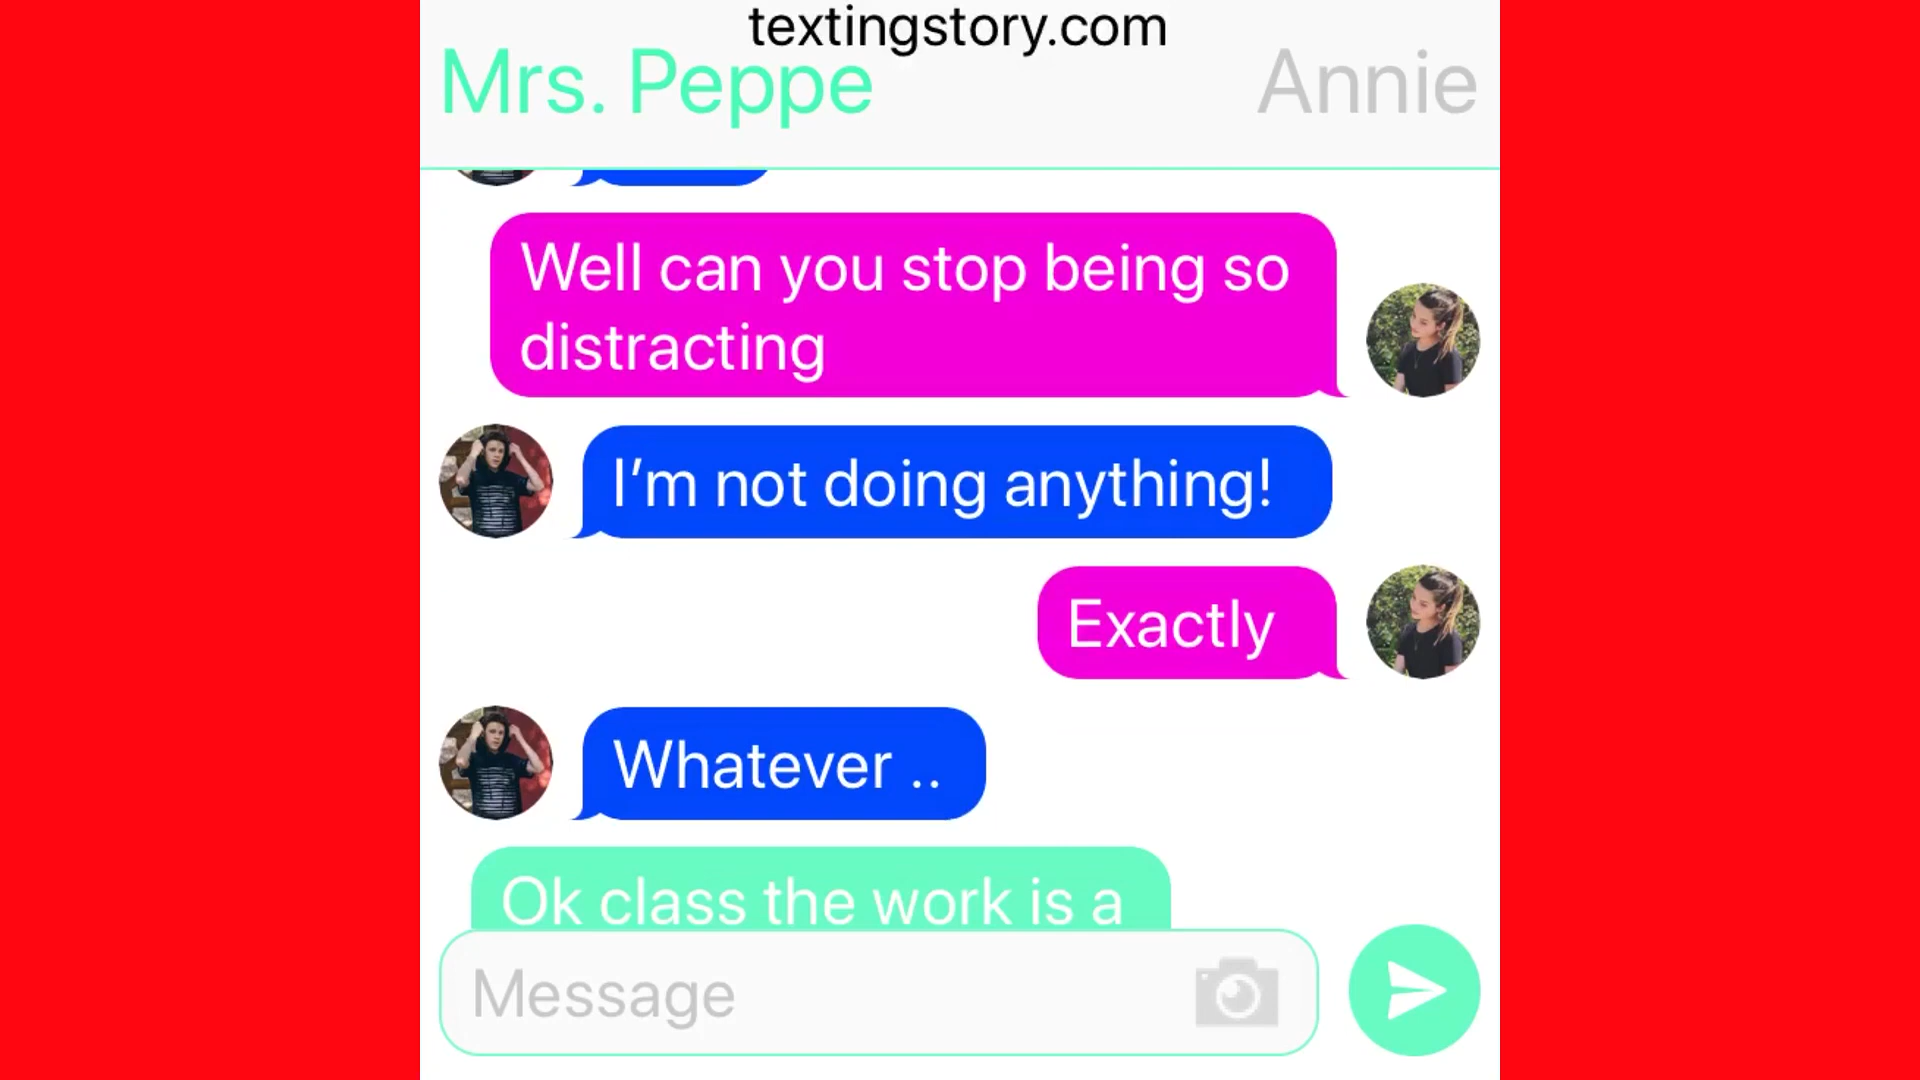 textingstory.com
Mrs. Peppe
Annie
Well can you stop being so
distracting
I’m not doing anything!
Exactly
Whatever ..
Ok class the work is a
Message